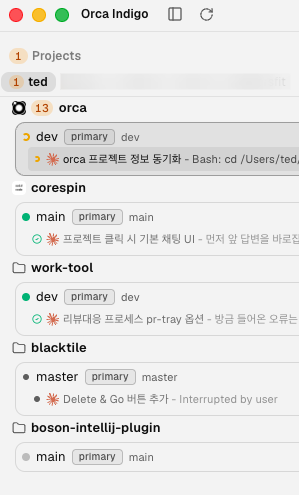 Orca Indigo
1 Projects
1 ted
13 orca
dev primary dev
orca 프로젝트 정보 동기화 - Bash: cd /Users/ted/
corespin
main primary main
프로젝트 클릭 시 기본 채팅 UI - 먼저 앞 답변을 바로잡
work-tool
dev primary dev
리뷰대응 프로세스 pr-tray 옵션 - 방금 들어온 오류는
blacktile
master primary master
Delete & Go 버튼 추가 - Interrupted by user
boson-intellij-plugin
main primary main